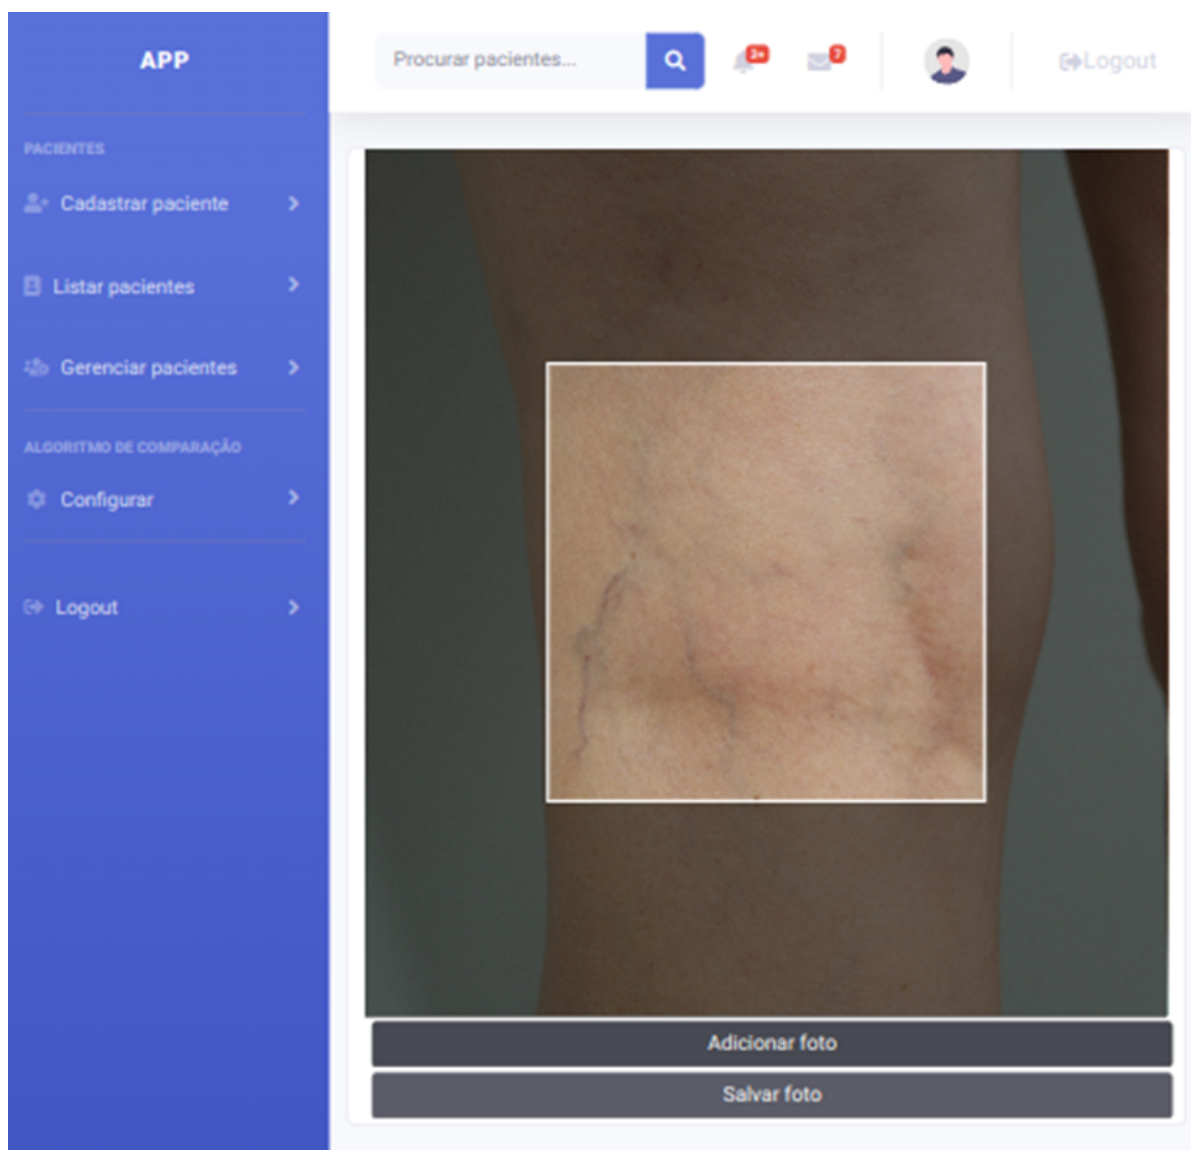 APP
PACIENTES
Cadastrar paciente
Listar pacientes
Gerenciar pacientes
ALGORITMO DE COMPARAÇÃO
Configurar
Logout
Procurar pacientes...
3+
7
Logout
Adicionar foto
Salvar foto